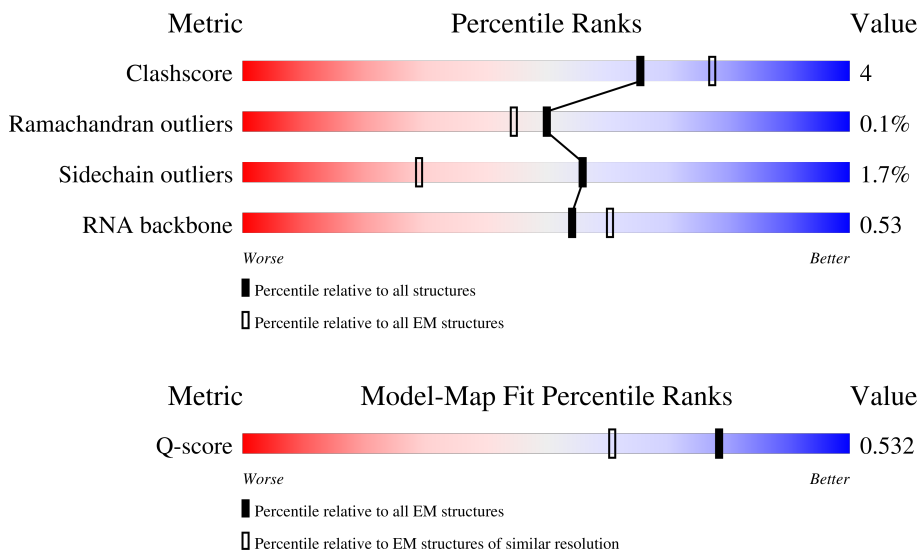 Metric Percentile Ranks Value
Clashscore 4
Ramachandran outliers 0.1%
Sidechain outliers 1.7%
RNA backbone 0.53
Worse Better
Percentile relative to all structures
Percentile relative to all EM structures
Metric Model-Map Fit Percentile Ranks Value
Q-score 0.532
Worse Better
Percentile relative to all EM structures
Percentile relative to EM structures of similar resolution